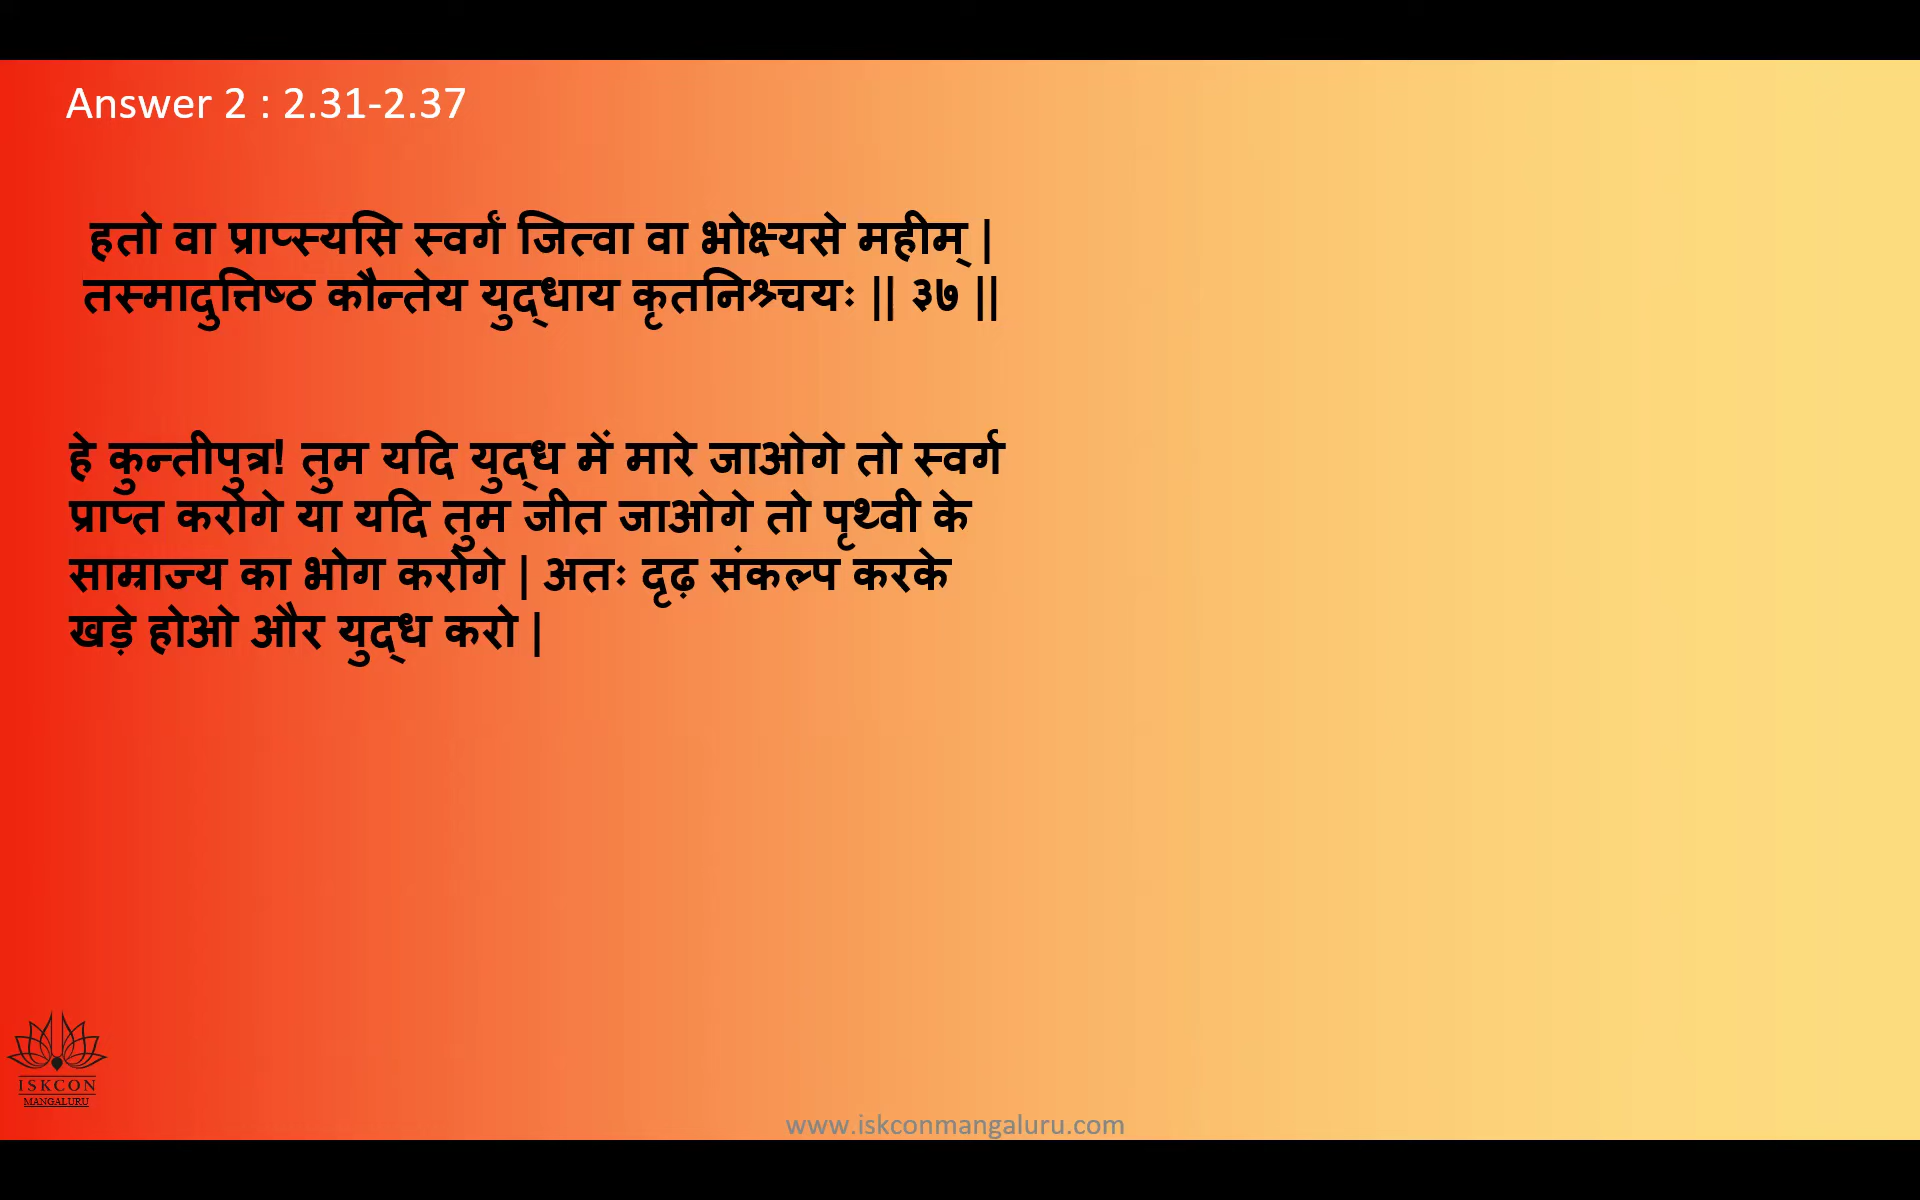 Answer 2 : 2.31-2.37
हतो वा प्राप्स्यसि स्वर्गं जित्वा वा भोक्ष्यसे महीम् |
तस्मादुत्तिष्ठ कौन्तेय युद्धाय कृतनिश्र्चयः || ३७ ||
हे कुन्तीपुत्र! तुम यदि युद्ध में मारे जाओगे तो स्वर्ग
प्राप्त करोगे या यदि तुम जीत जाओगे तो पृथ्वी के
साम्राज्य का भोग करोगे | अतः दृढ़ संकल्प करके
खड़े होओ और युद्ध करो |
ISKCON
MANGALURU
www.iskconmangaluru.com